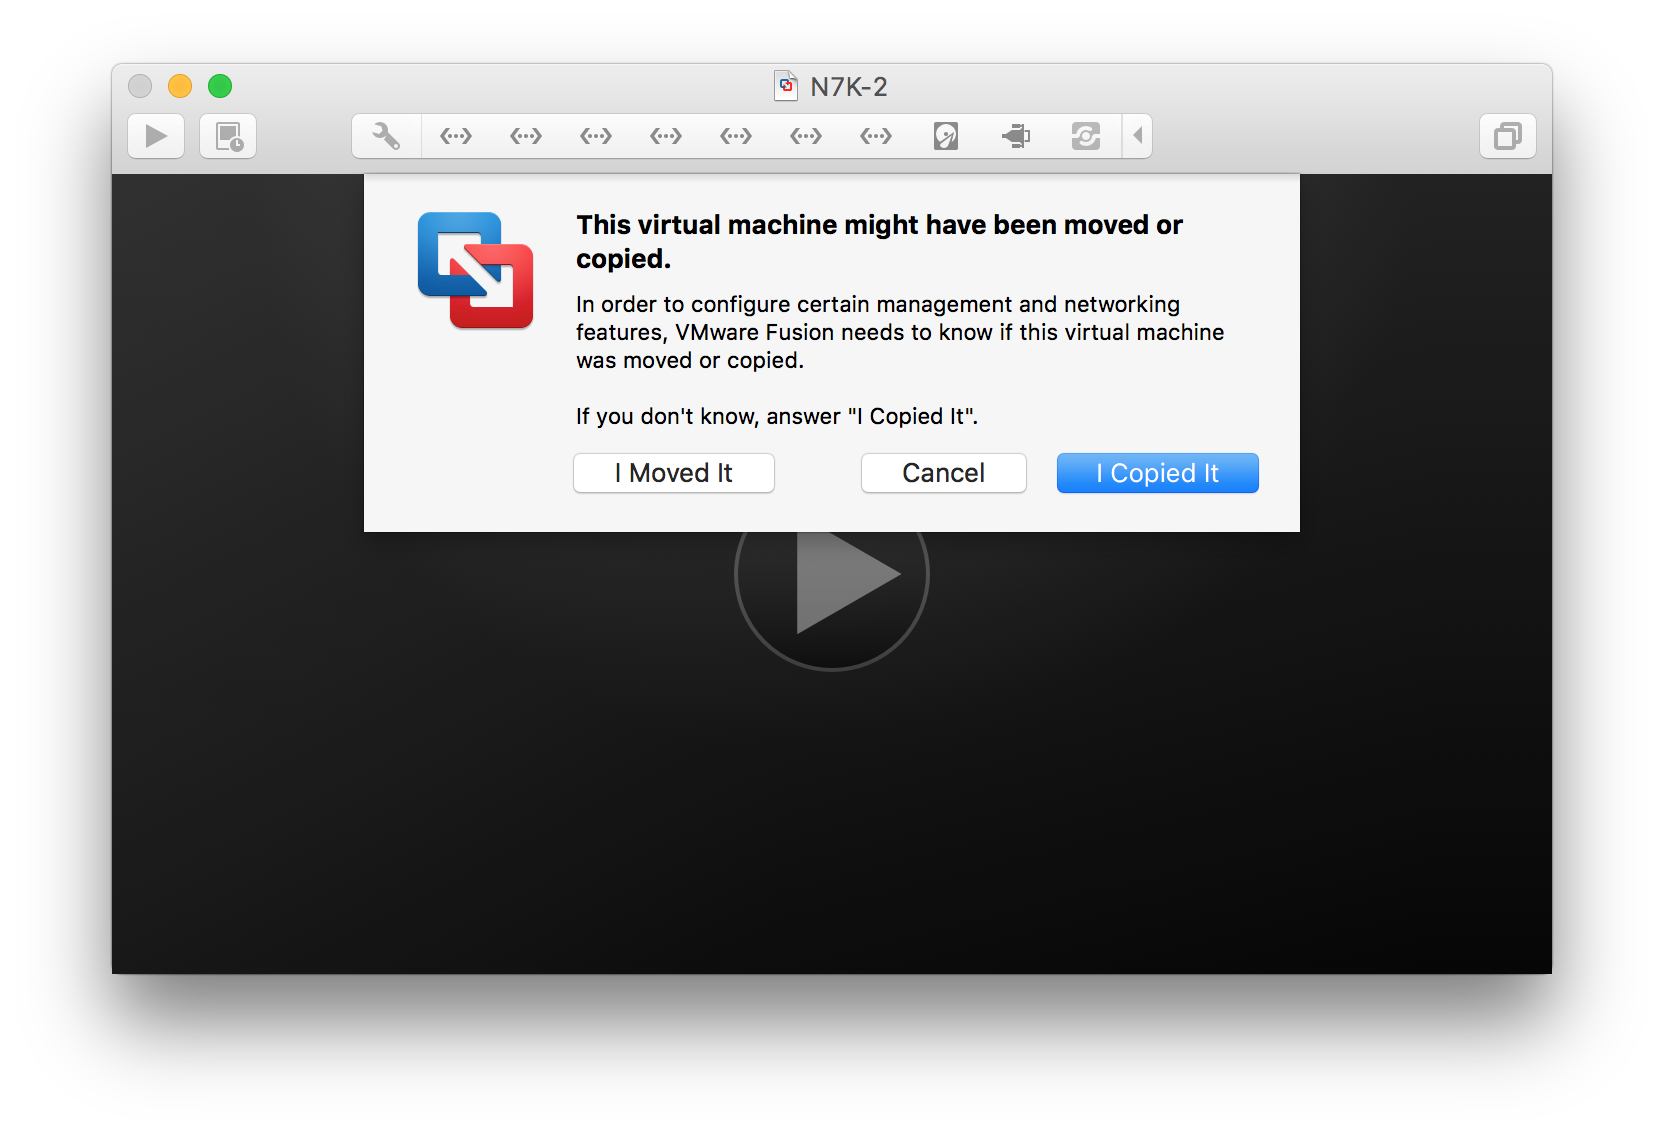 N7K-2
This virtual machine might have been moved or
copied.
In order to configure certain management and networking
features, VMware Fusion needs to know if this virtual machine
was moved or copied.
If you don't know, answer "I Copied It".
I Moved It
Cancel
I Copied It